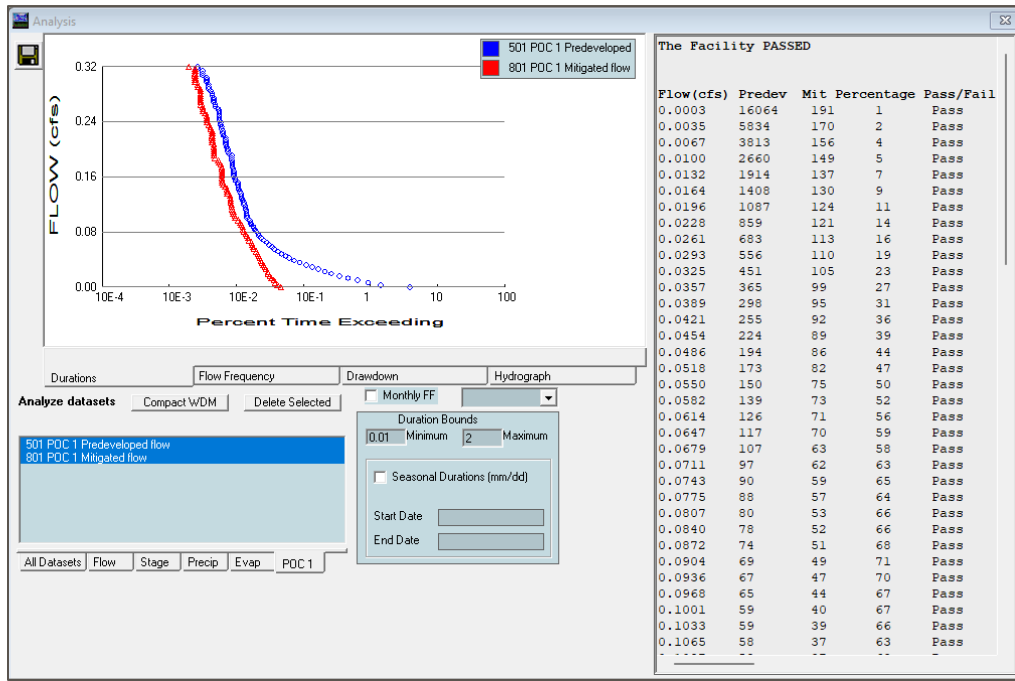 Analysis
501 POC 1 Predeveloped
801 POC 1 Mitigated flow
FLOW (cfs)
0.32
0.24
0.16
0.08
0.00
10E-4 10E-3 10E-2 10E-1 1 10 100
Percent Time Exceeding
Durations Flow Frequency Drawdown Hydrograph
Analyze datasets Compact WDM Delete Selected Monthly FF
501 POC 1 Predeveloped flow
801 POC 1 Mitigated flow
All Datasets Flow Stage Precip Evap POC 1
Duration Bounds
0.01 Minimum 2 Maximum
Seasonal Durations (mm/dd)
Start Date
End Date
The Facility PASSED
Flow(cfs) Predev Mit Percentage Pass/Fail
0.0003 16064 191 1 Pass
0.0035 5834 170 2 Pass
0.0067 3813 156 4 Pass
0.0100 2660 149 5 Pass
0.0132 1914 137 7 Pass
0.0164 1408 130 9 Pass
0.0196 1087 124 11 Pass
0.0228 859 121 14 Pass
0.0261 683 113 16 Pass
0.0293 556 110 19 Pass
0.0325 451 105 23 Pass
0.0357 365 99 27 Pass
0.0389 298 95 31 Pass
0.0421 255 92 36 Pass
0.0454 224 89 39 Pass
0.0486 194 86 44 Pass
0.0518 173 82 47 Pass
0.0550 150 75 50 Pass
0.0582 139 73 52 Pass
0.0614 126 71 56 Pass
0.0647 117 70 59 Pass
0.0679 107 63 58 Pass
0.0711 97 62 63 Pass
0.0743 90 59 65 Pass
0.0775 88 57 64 Pass
0.0807 80 53 66 Pass
0.0840 78 52 66 Pass
0.0872 74 51 68 Pass
0.0904 69 49 71 Pass
0.0936 67 47 70 Pass
0.0968 65 44 67 Pass
0.1001 59 40 67 Pass
0.1033 59 39 66 Pass
0.1065 58 37 63 Pass